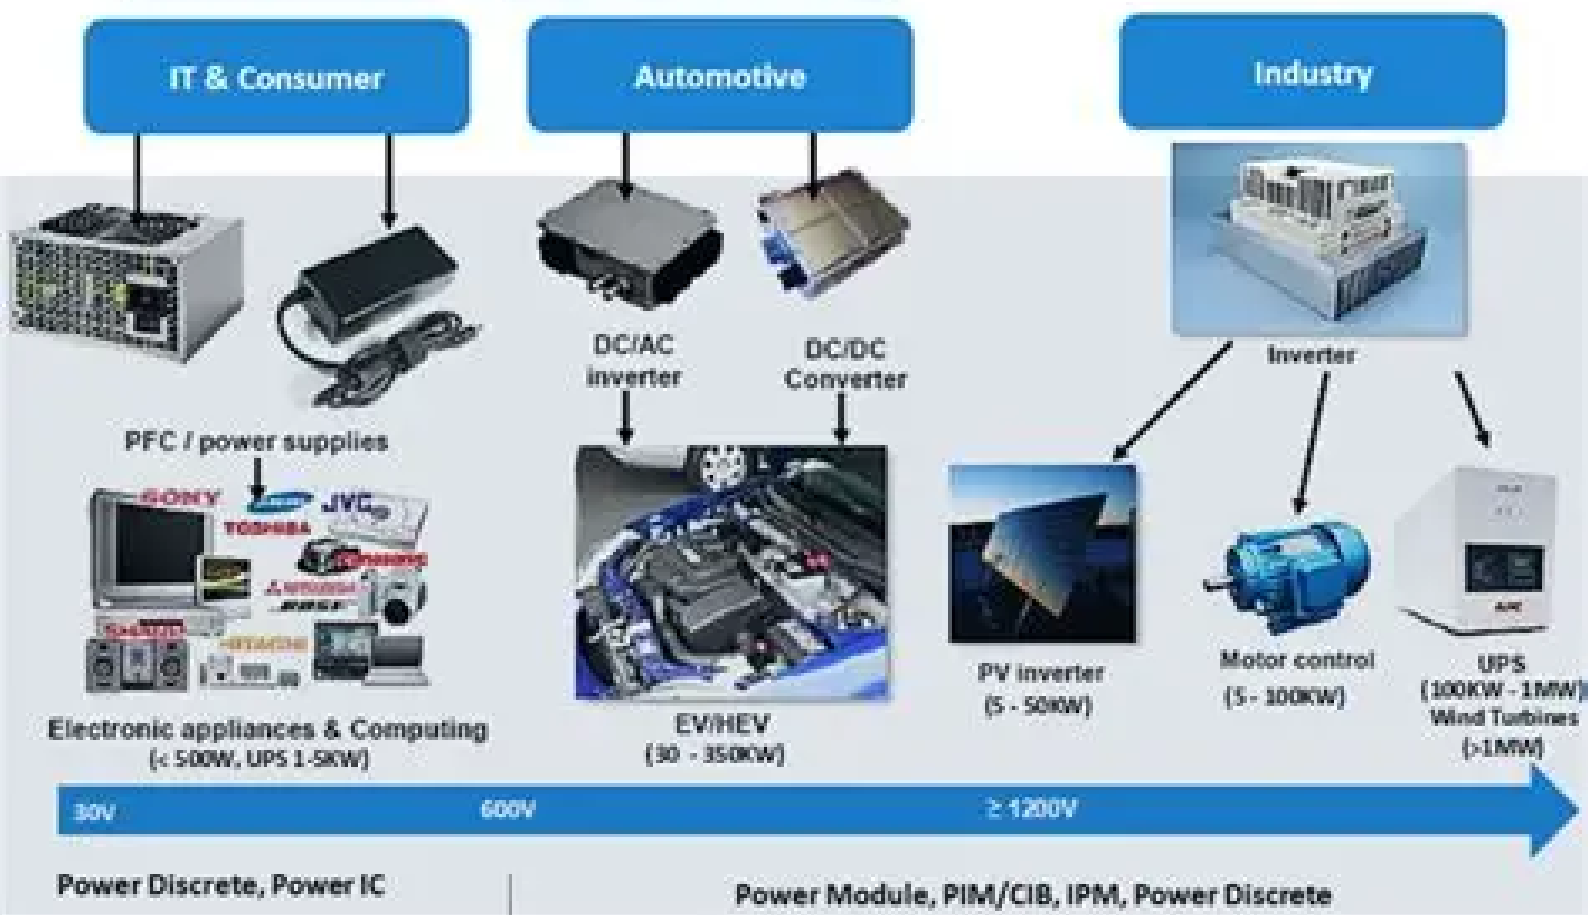 IT & Consumer
Automotive
Industry
DC/AC
inverter
DC/DC
Converter
Inverter
PFC / power supplies
SONY
JVC
TOSHIBA
HITACHI
Electronic appliances & Computing
(< 500W, UPS 1-5KW)
EV/HEV
(30 - 350KW)
PV inverter
(5 - 50KW)
Motor control
(5 - 100KW)
APC
UPS
(100KW - 1MW)
Wind Turbines
(>1MW)
30V
600V
≥ 1200V
Power Discrete, Power IC
Power Module, PIM/CIB, IPM, Power Discrete